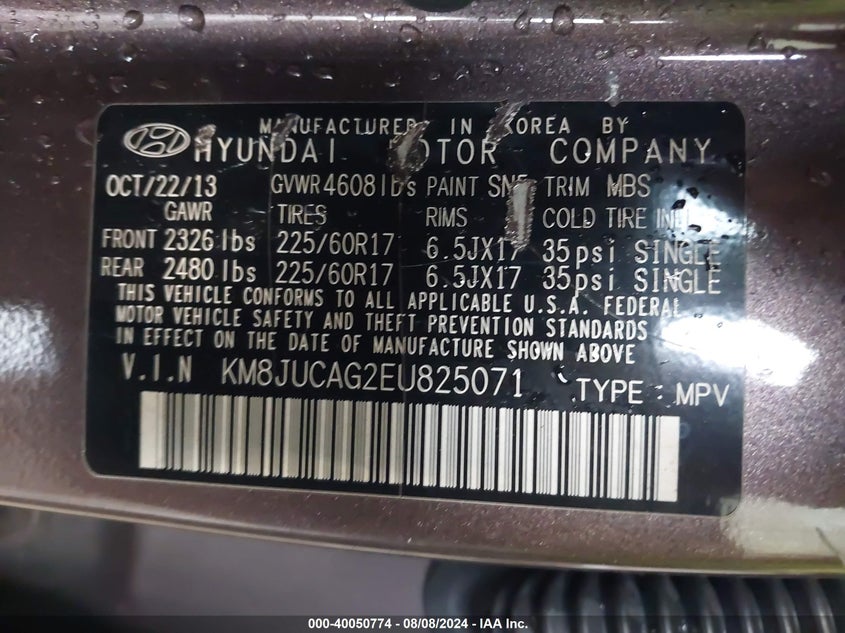 MANUFACTURED IN KOREA BY
HYUNDAI MOTOR COMPANY
OCT/22/13 GVWR 4608lbs PAINT TRIM MBS
GAWR TIRES RIMS COLD TIRE
FRONT 2326 lbs 225/60R17 6.5JX17 35psi SINGLE
REAR 2480 lbs 225/60R17 6.5JX17 35psi SINGLE
THIS VEHICLE CONFORMS TO ALL APPLICABLE U.S.A. FEDERAL
MOTOR VEHICLE SAFETY AND THEFT PREVENTION STANDARDS
IN EFFECT ON THE DATE OF MANUFACTURE SHOWN ABOVE
V.I.N KM8JUCAG2EU825071 TYPE : MPV
000-40050774 - 08/08/2024 - IAA Inc.